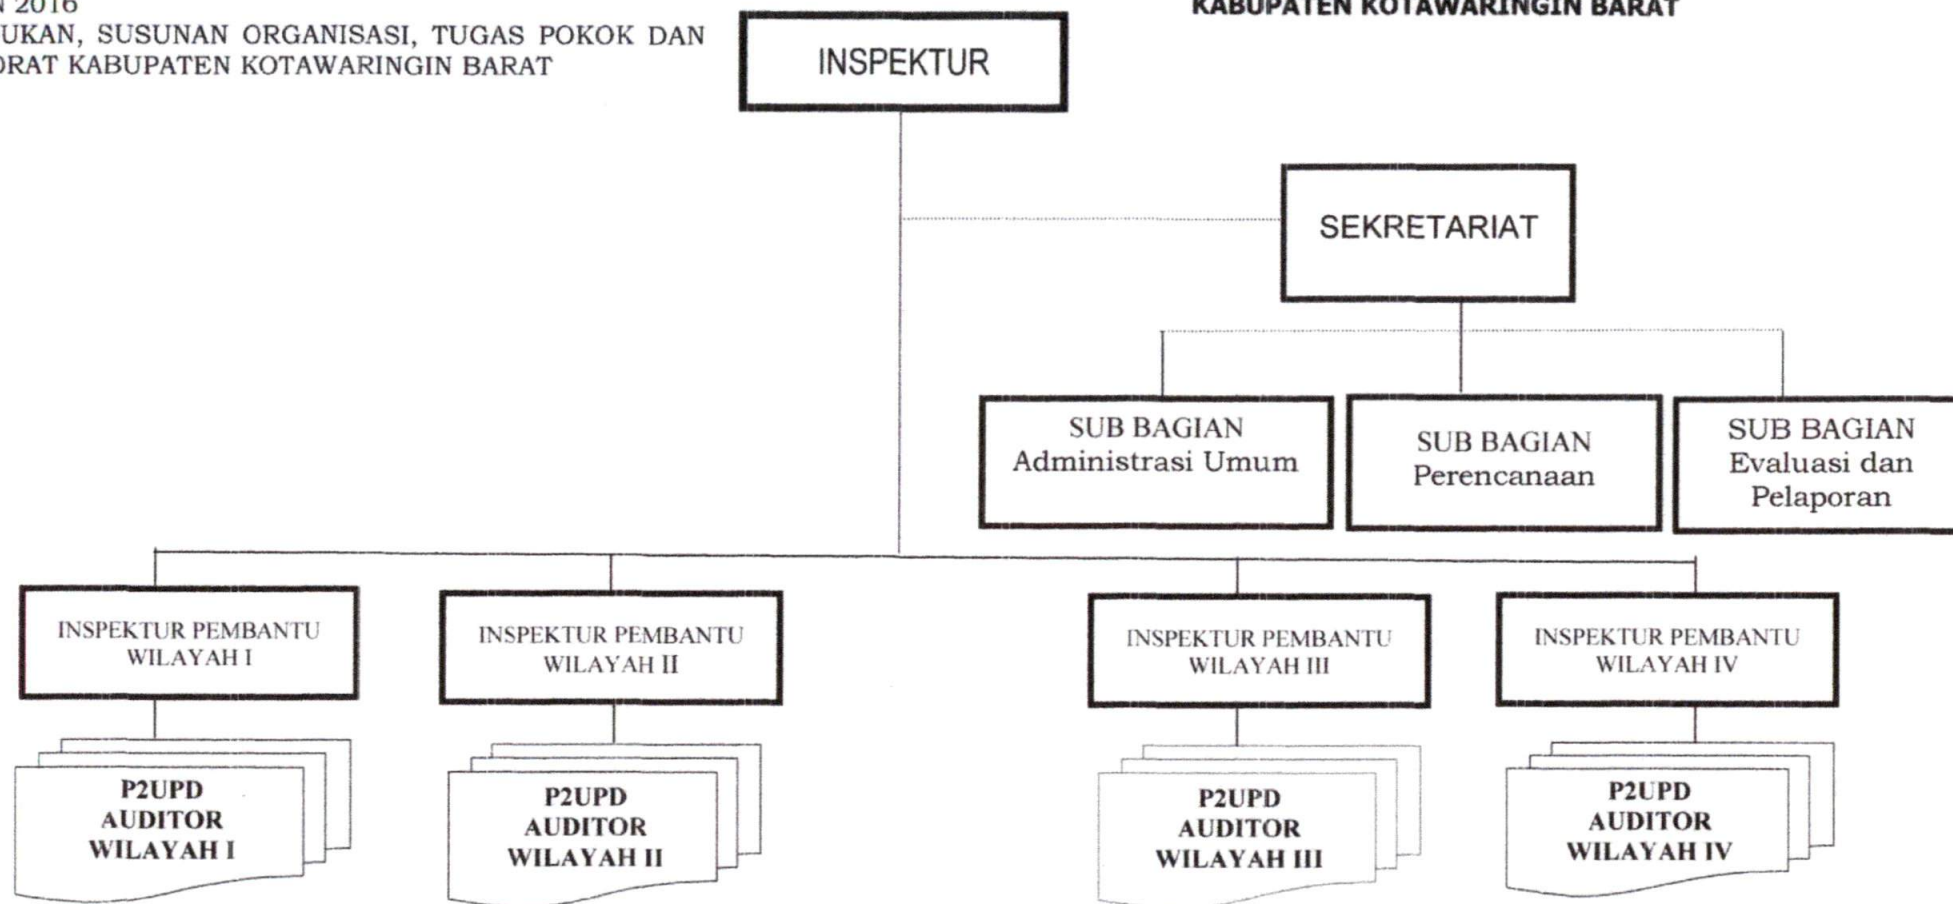 2016
UKAN, SUSUNAN ORGANISASI, TUGAS POKOK DAN
ORAT KABUPATEN KOTAWARINGIN BARAT
KABUPATEN KOTAWARINGIN BARAT
INSPEKTUR
SEKRETARIAT
SUB BAGIAN
Administrasi Umum
SUB BAGIAN
Perencanaan
SUB BAGIAN
Evaluasi dan
Pelaporan
INSPEKTUR PEMBANTU
WILAYAH I
INSPEKTUR PEMBANTU
WILAYAH II
INSPEKTUR PEMBANTU
WILAYAH III
INSPEKTUR PEMBANTU
WILAYAH IV
P2UPD
AUDITOR
WILAYAH I
P2UPD
AUDITOR
WILAYAH II
P2UPD
AUDITOR
WILAYAH III
P2UPD
AUDITOR
WILAYAH IV